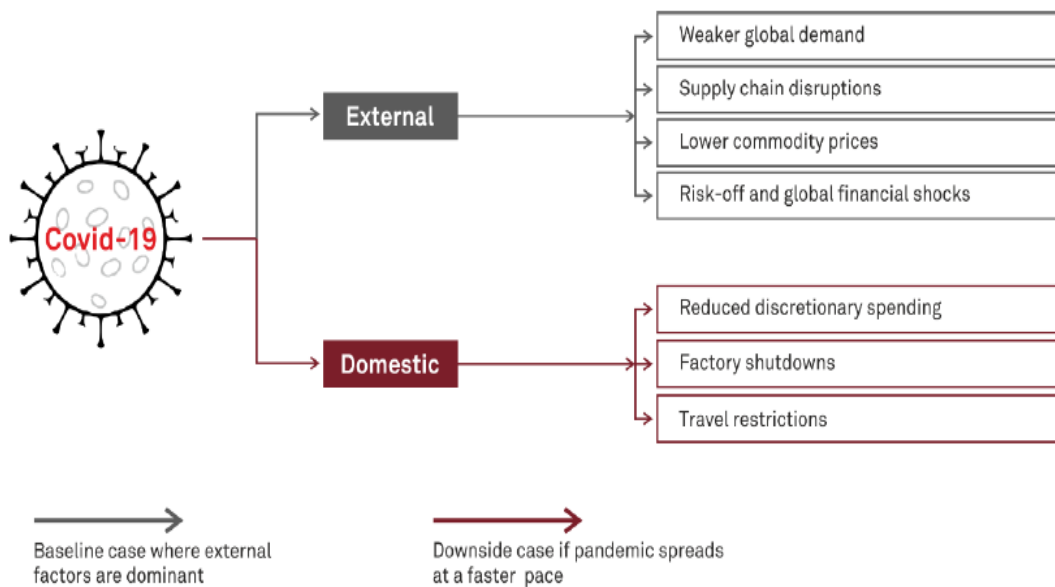 Covid-19
External
Weaker global demand
Supply chain disruptions
Lower commodity prices
Risk-off and global financial shocks
Domestic
Reduced discretionary spending
Factory shutdowns
Travel restrictions
Baseline case where external
factors are dominant
Downside case if pandemic spreads
at a faster pace